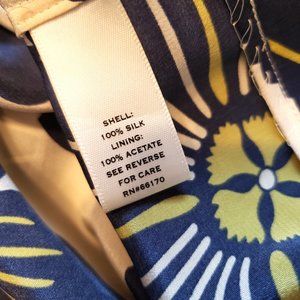 SHELL:
100% SILK
LINING:
100% ACETATE
SEE REVERSE
FOR CARE
RN#66170